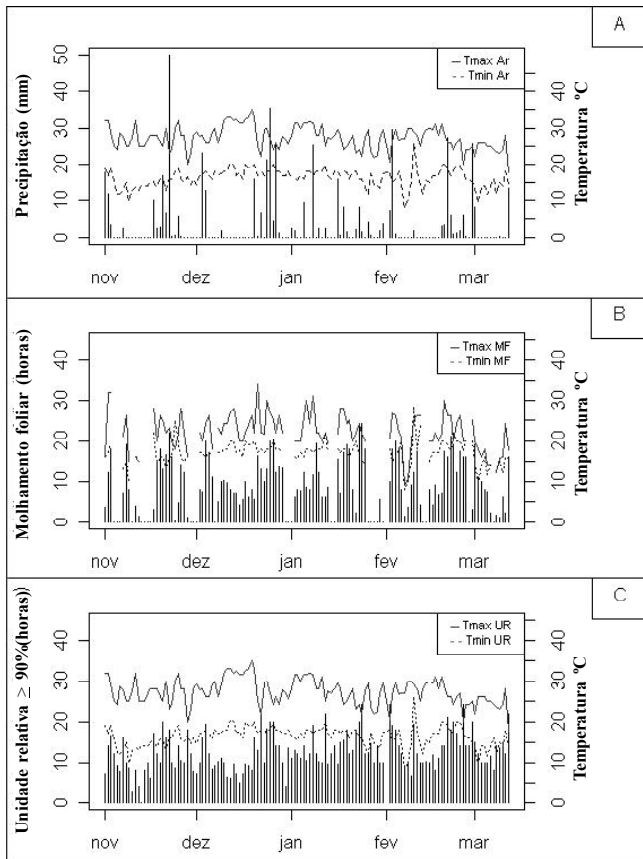 A
Precipitação (mm)
50
40
30
20
10
0
Tmax Ar
Tmin Ar
40
30
20
10
0
Temperatura ºC
nov dez jan fev mar
B
Molhamento foliar (horas)
40
30
20
10
0
Tmax MF
Tmin MF
40
30
20
10
0
Temperatura ºC
nov dez jan fev mar
C
Unidade relativa ≥ 90%(horas))
40
30
20
10
0
Tmax UR
Tmin UR
40
30
20
10
0
Temperatura ºC
nov dez jan fev mar